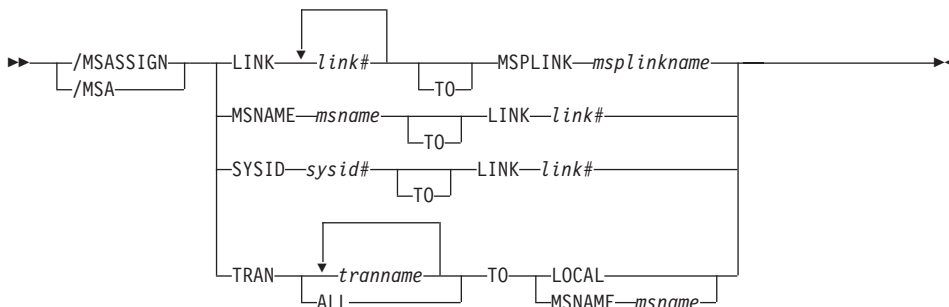 /MSASSIGN LINK link# TO MSPLINK msplinkname
/MSA
MSNAME msname TO LINK link#
SYSID sysid# TO LINK link#
TRAN tranname TO LOCAL
ALL MSNAME msname